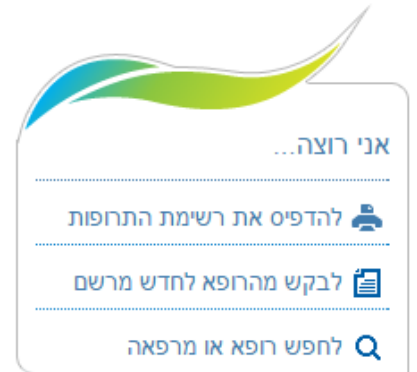 אני רוצה...
להדפיס את רשימת התרופות
לבקש מהרופא לחדש מרשם
לחפש רופא או מרפאה